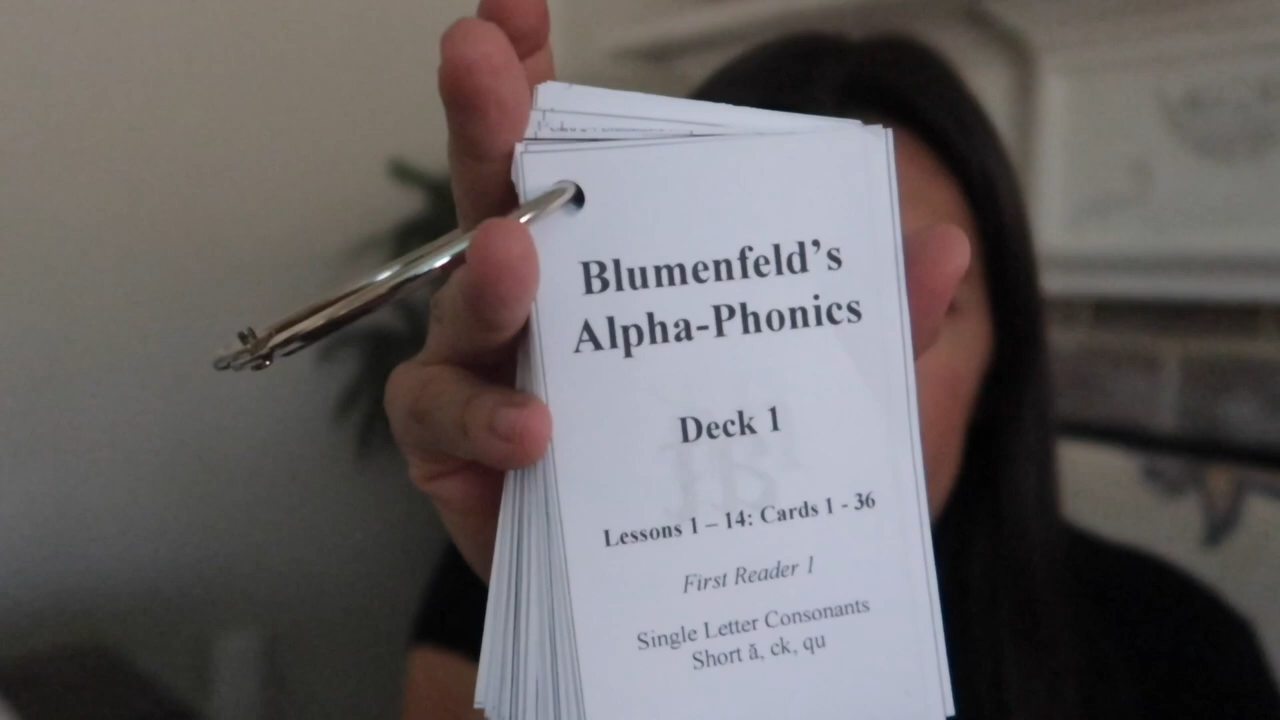 Blumenfeld's
Alpha-Phonics
Deck 1
Lessons 1 – 14: Cards 1 - 36
First Reader 1
Single Letter Consonants
Short ă, ck, qu